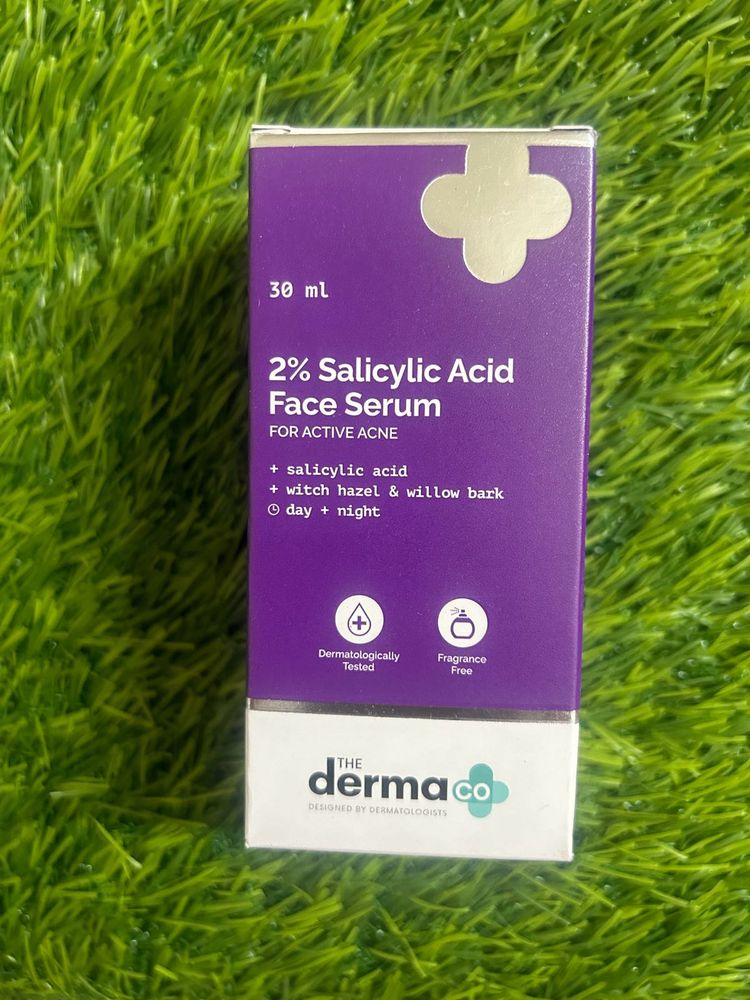 30 ml
2% Salicylic Acid
Face Serum
FOR ACTIVE ACNE
+ salicylic acid
+ witch hazel & willow bark
day + night
Dermatologically
Tested
Fragrance
Free
THE
derma co
DESIGNED BY DERMATOLOGISTS